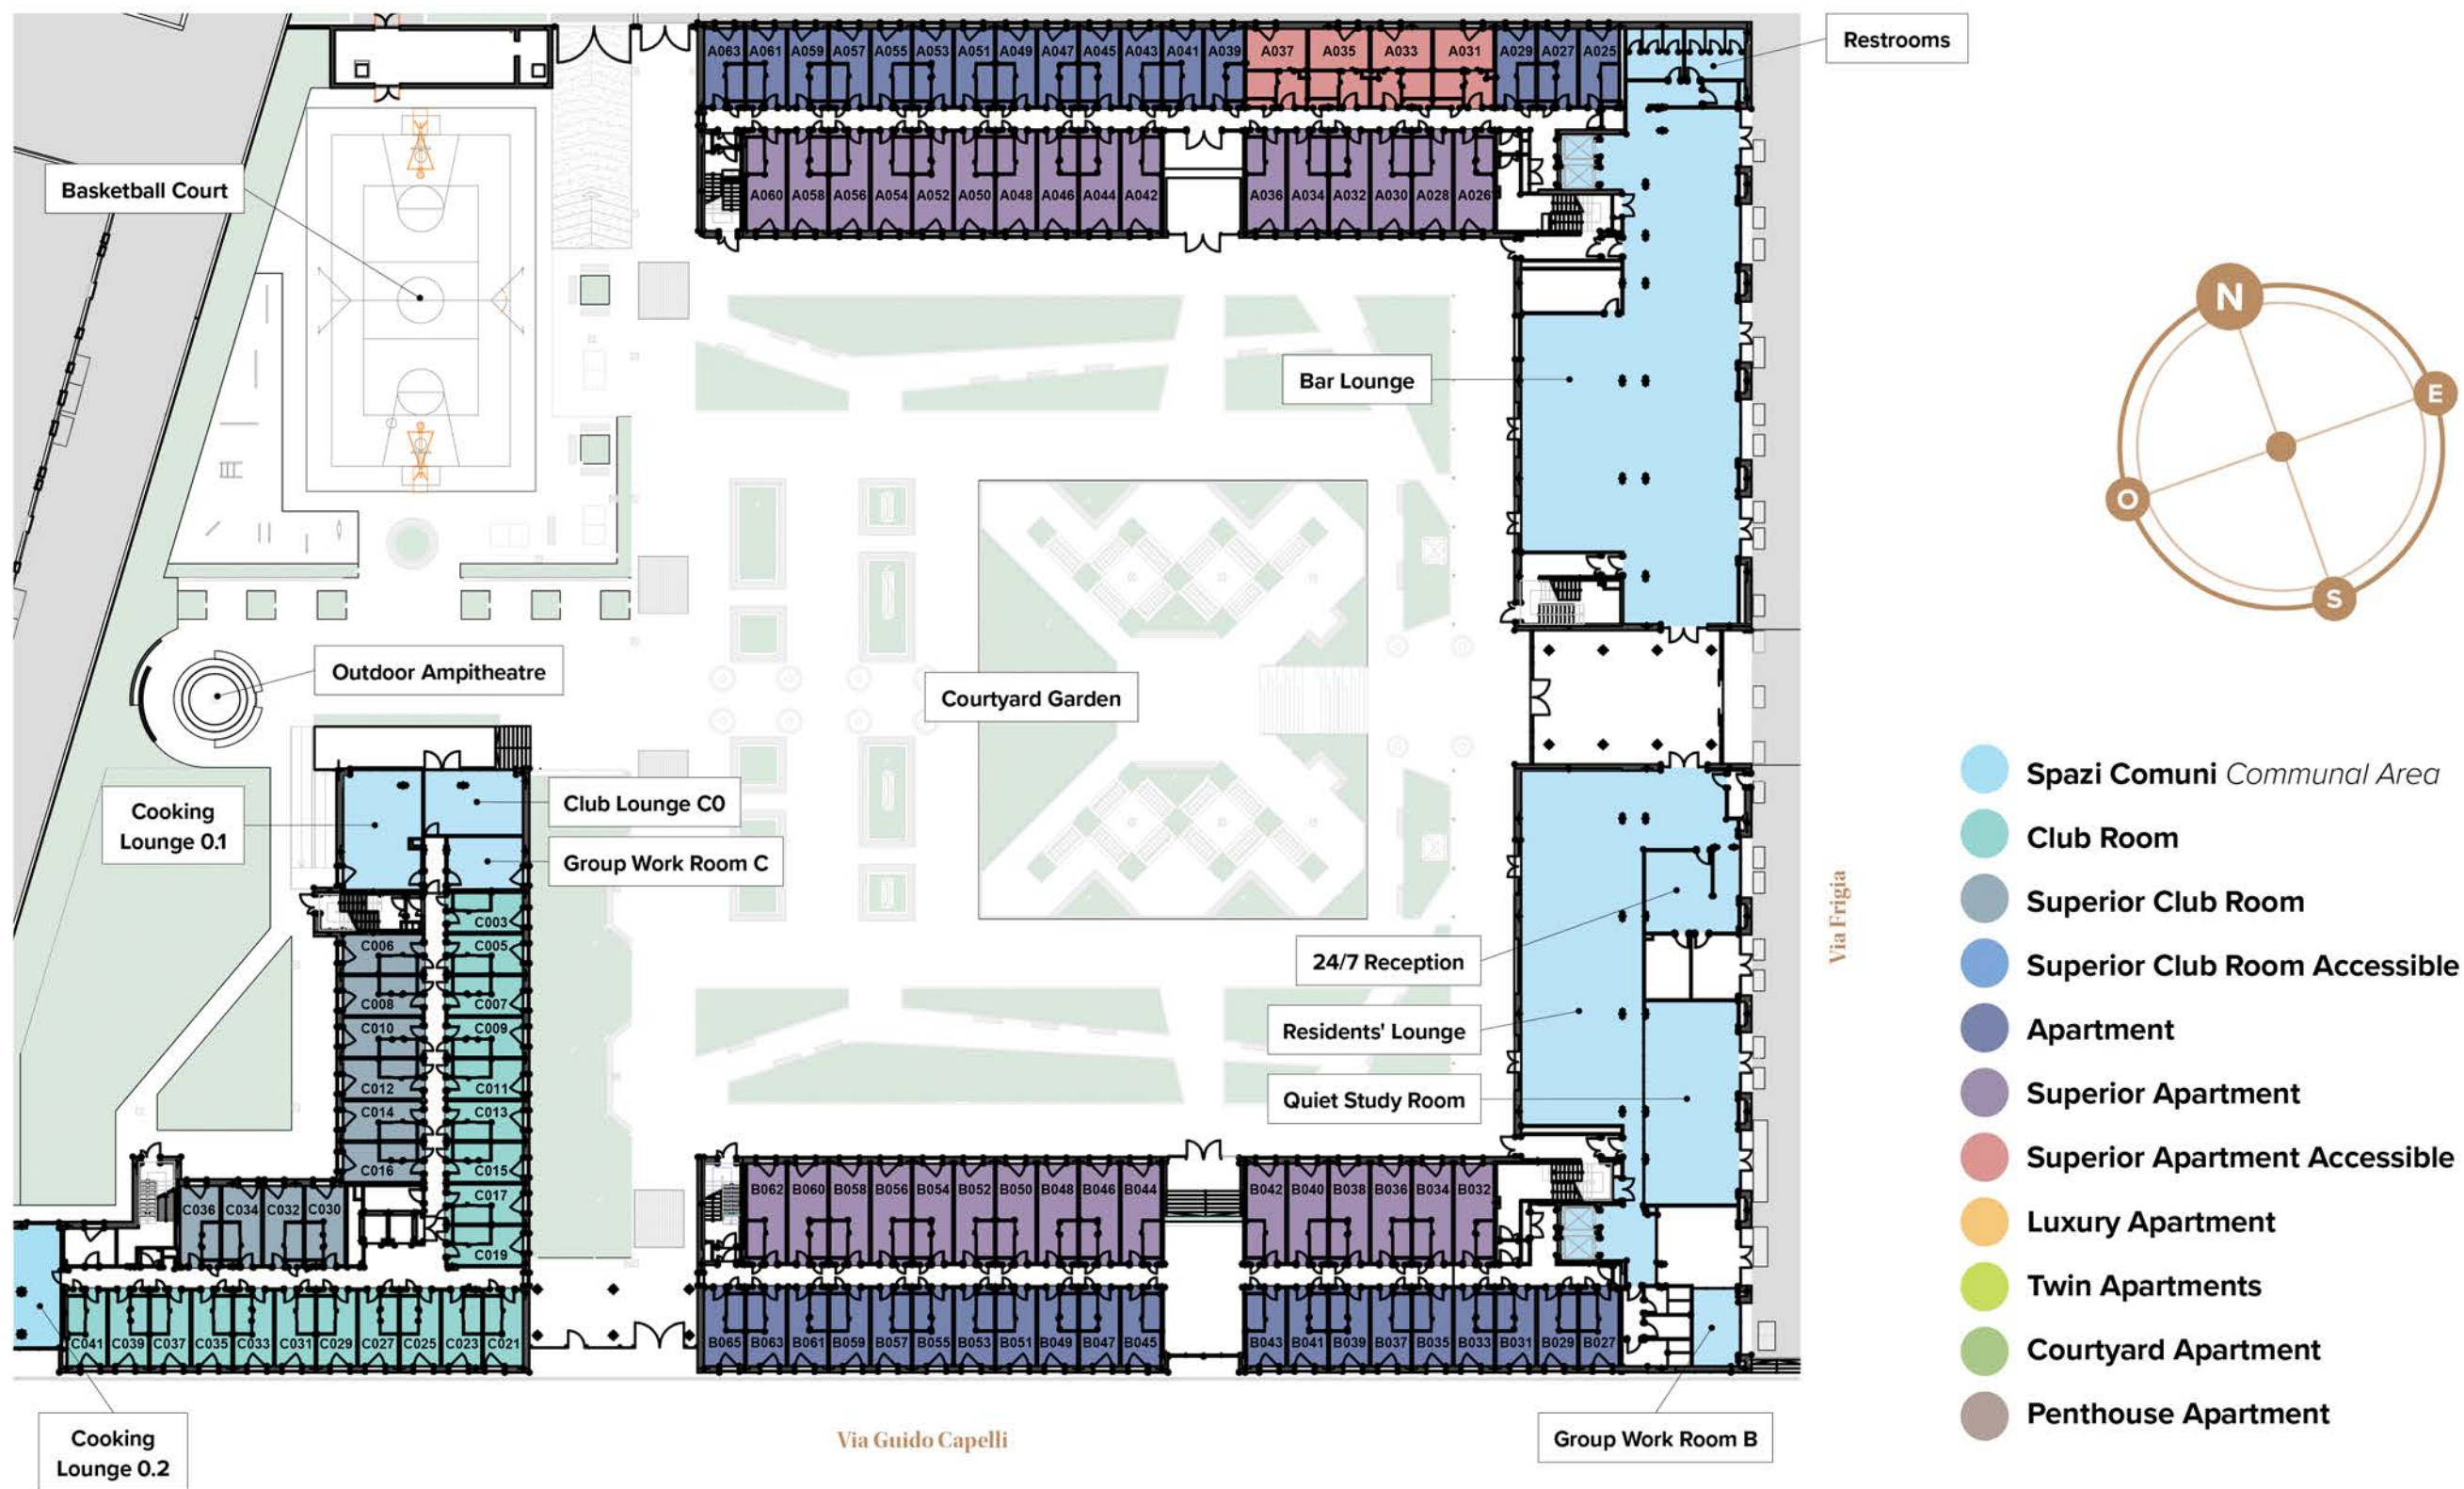 Restrooms
A063 A061 A059 A057 A055 A053 A051 A049 A047 A045 A043 A041 A039 A037 A035 A033 A031 A029 A027 A025
Basketball Court
A060 A058 A056 A054 A052 A050 A048 A046 A044 A042 A036 A034 A032 A030 A028 A026
N
E
O
S
Bar Lounge
Outdoor Ampitheatre
Courtyard Garden
Cooking
Lounge 0.1
Club Lounge C0
Group Work Room C
C003
C006 C005
C008 C007
C010 C009
C012 C011
C014 C013
C016 C015
C017
C036 C034 C032 C030
C019
C041 C039 C037 C035 C033 C031 C029 C027 C025 C023 C021
24/7 Reception
Residents' Lounge
Quiet Study Room
Via Frigia
B062 B060 B058 B056 B054 B052 B050 B048 B046 B044 B042 B040 B038 B036 B034 B032
B065 B063 B061 B059 B057 B055 B053 B051 B049 B047 B045 B043 B041 B039 B037 B035 B033 B031 B029 B027
Cooking
Lounge 0.2
Via Guido Capelli
Group Work Room B
Spazi Comuni Communal Area
Club Room
Superior Club Room
Superior Club Room Accessible
Apartment
Superior Apartment
Superior Apartment Accessible
Luxury Apartment
Twin Apartments
Courtyard Apartment
Penthouse Apartment